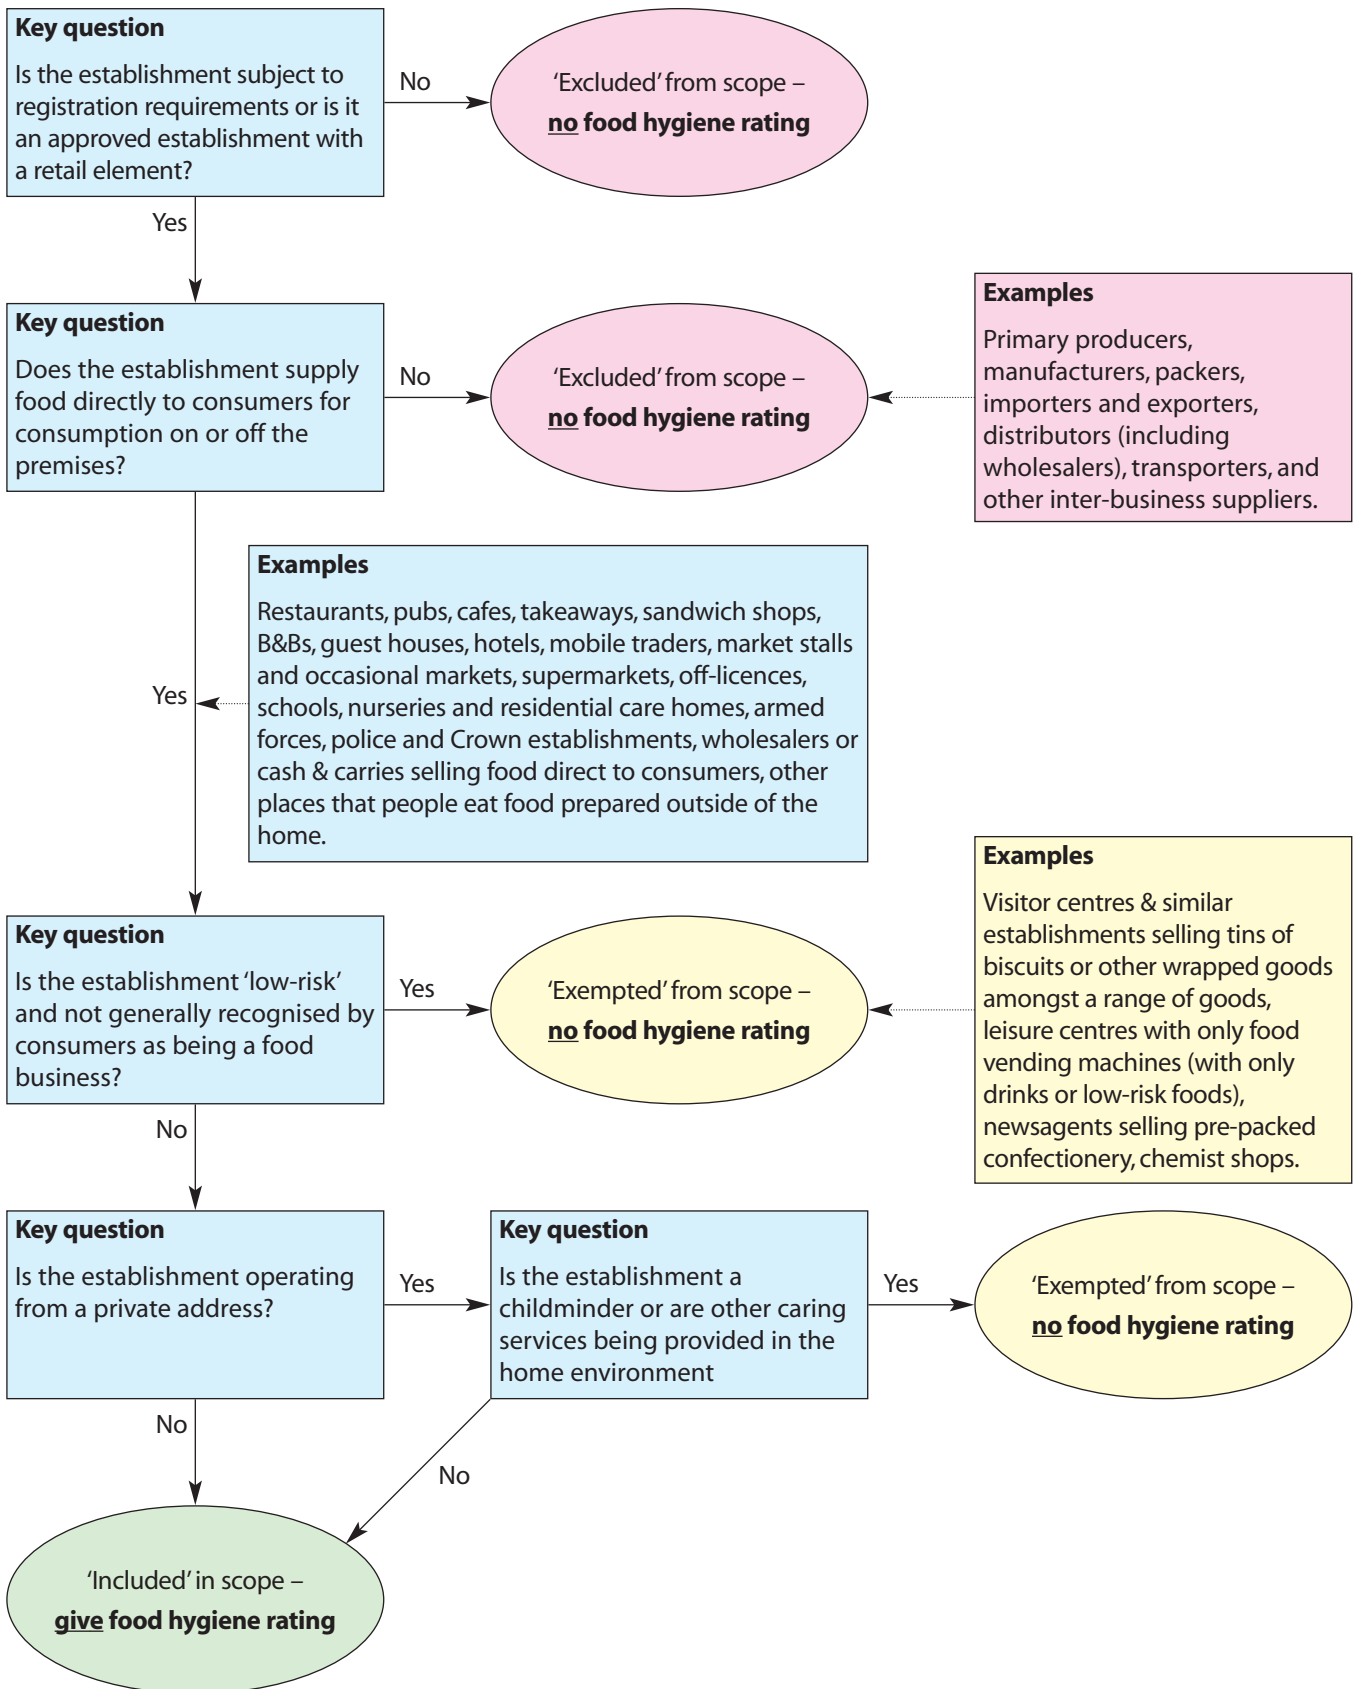 Key question
Is the establishment subject to
registration requirements or is it
an approved establishment with
a retail element?
No
‘Excluded’ from scope –
no food hygiene rating
Yes
Key question
Does the establishment supply
food directly to consumers for
consumption on or off the
premises?
No
‘Excluded’ from scope –
no food hygiene rating
Examples
Primary producers,
manufacturers, packers,
importers and exporters,
distributors (including
wholesalers), transporters, and
other inter-business suppliers.
Yes
Examples
Restaurants, pubs, cafes, takeaways, sandwich shops,
B&Bs, guest houses, hotels, mobile traders, market stalls
and occasional markets, supermarkets, off-licences,
schools, nurseries and residential care homes, armed
forces, police and Crown establishments, wholesalers or
cash & carries selling food direct to consumers, other
places that people eat food prepared outside of the
home.
Key question
Is the establishment ‘low-risk’
and not generally recognised by
consumers as being a food
business?
Yes
‘Exempted’ from scope –
no food hygiene rating
Examples
Visitor centres & similar
establishments selling tins of
biscuits or other wrapped goods
amongst a range of goods,
leisure centres with only food
vending machines (with only
drinks or low-risk foods),
newsagents selling pre-packed
confectionery, chemist shops.
No
Key question
Is the establishment operating
from a private address?
Yes
Key question
Is the establishment a
childminder or are other caring
services being provided in the
home environment
Yes
‘Exempted’ from scope –
no food hygiene rating
No
No
‘Included’ in scope –
give food hygiene rating